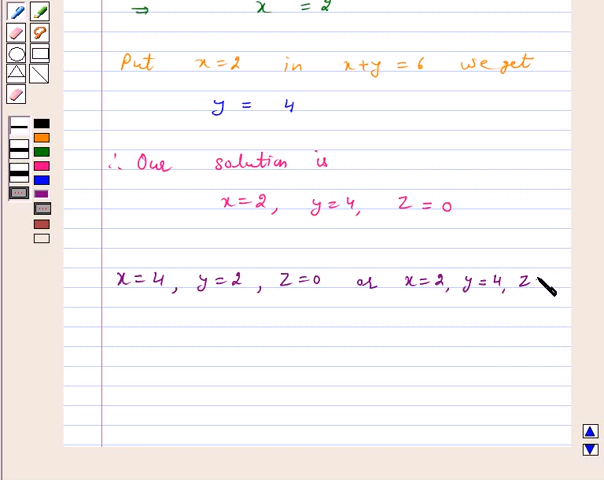 ⇒ x = 2
Put x=2 in x+y = 6 we get
y = 4
∴ Our solution is
x=2, y=4, Z=0
x=4, y=2, Z=0 or x=2, y=4, Z